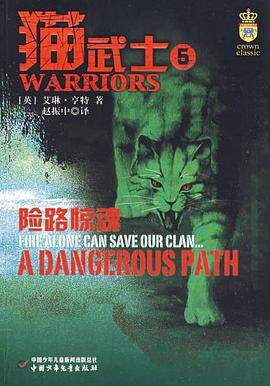 crown
classic
猫武士5
WARRIORS
[英] 艾琳·亨特 著
赵振中◎译
险路惊魂
FIRE ALONE CAN SAVE OUR CLAN...
A DANGEROUS PATH
中国少年儿童新闻出版总社
中国少年儿童出版社